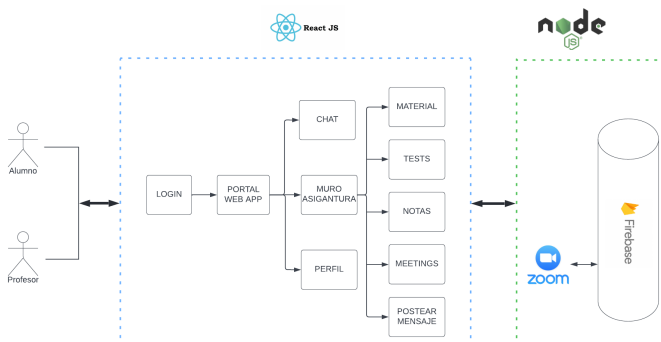 React JS
node
JS
Alumno
Profesor
LOGIN
PORTAL
WEB APP
CHAT
MURO
ASIGANTURA
PERFIL
MATERIAL
TESTS
NOTAS
MEETINGS
POSTEAR
MENSAJE
zoom
Firebase